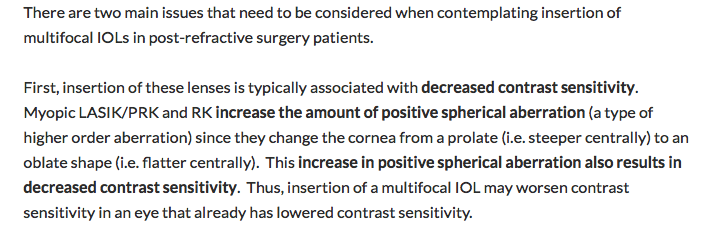 There are two main issues that need to be considered when contemplating insertion of
multifocal IOLs in post-refractive surgery patients.
First, insertion of these lenses is typically associated with decreased contrast sensitivity.
Myopic LASIK/PRK and RK increase the amount of positive spherical aberration (a type of
higher order aberration) since they change the cornea from a prolate (i.e. steeper centrally) to an
oblate shape (i.e. flatter centrally).  This increase in positive spherical aberration also results in
decreased contrast sensitivity.  Thus, insertion of a multifocal IOL may worsen contrast
sensitivity in an eye that already has lowered contrast sensitivity.